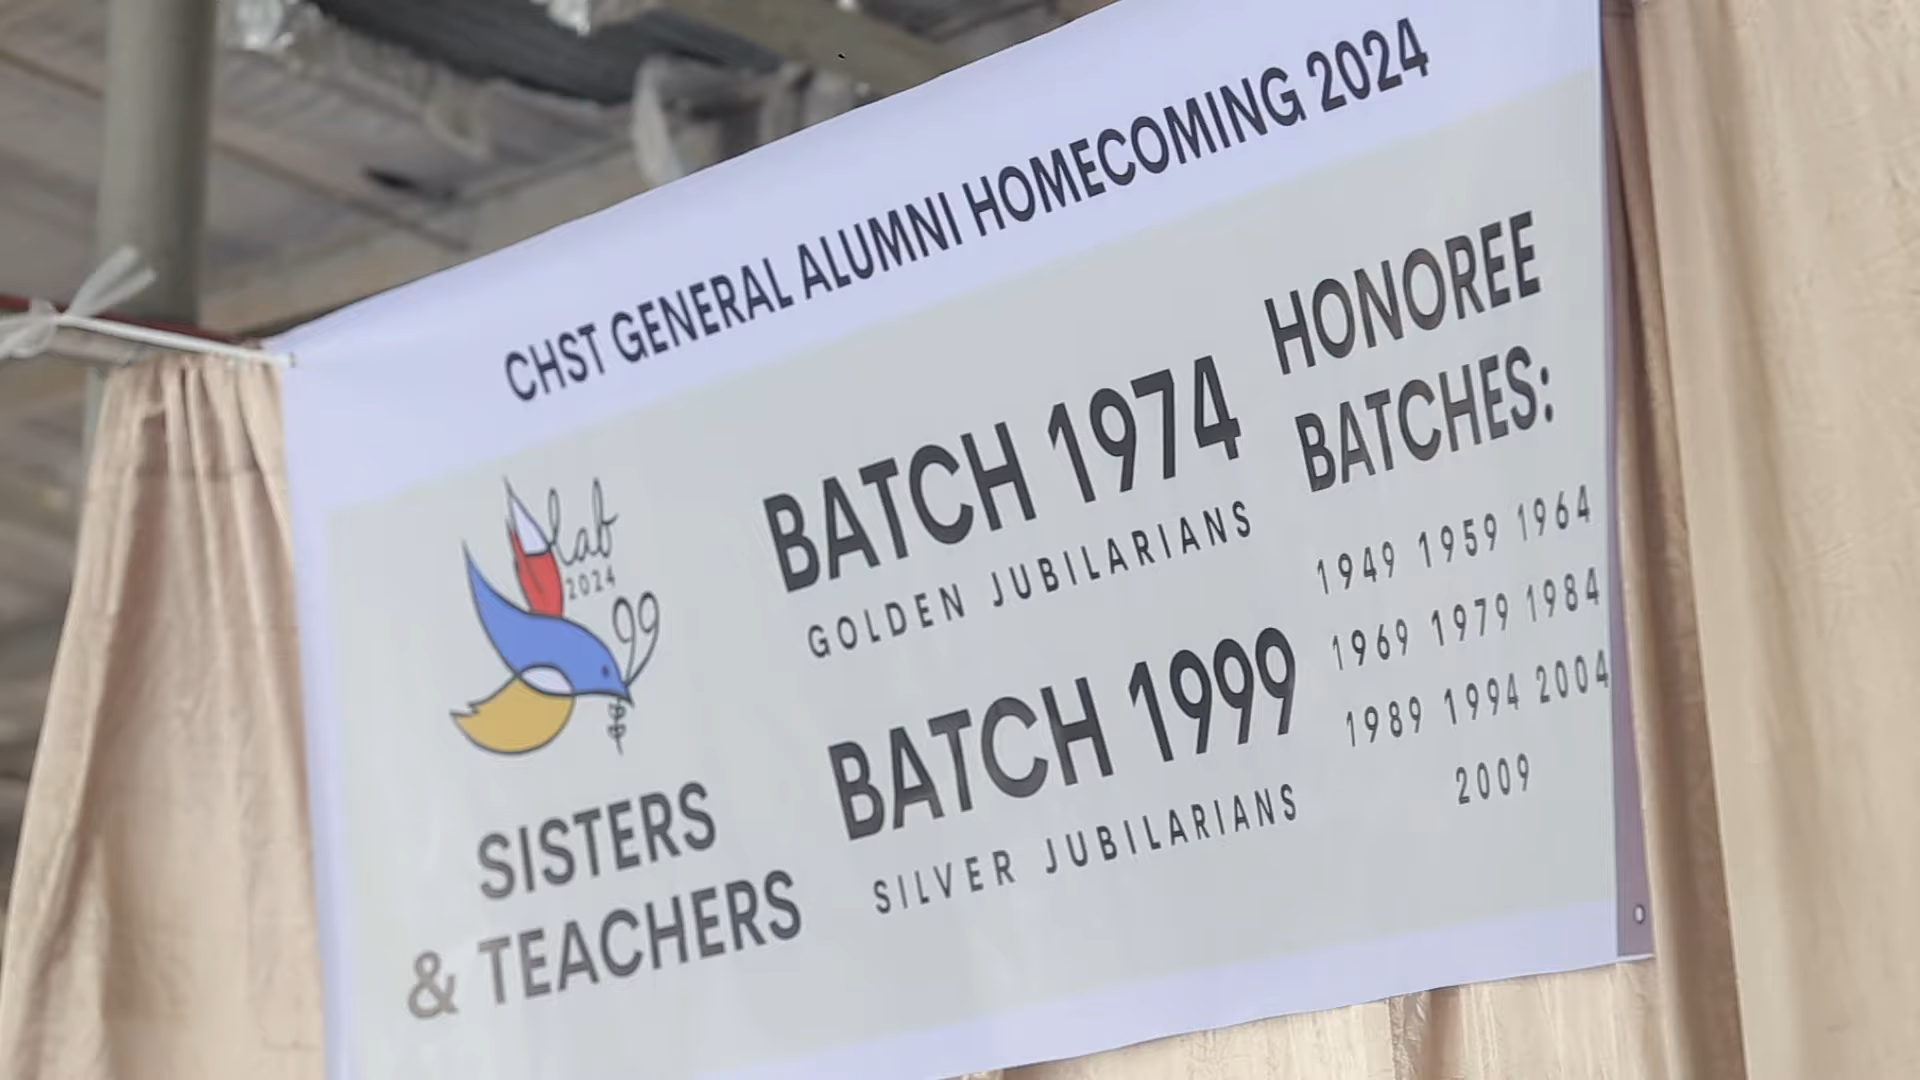 CHST GENERAL ALUMNI HOMECOMING 2024
lab
2024
99
SISTERS
& TEACHERS
BATCH 1974
GOLDEN JUBILARIANS
BATCH 1999
SILVER JUBILARIANS
HONOREE
BATCHES:
1949 1959 1964
1969 1979 1984
1989 1994 2004
2009